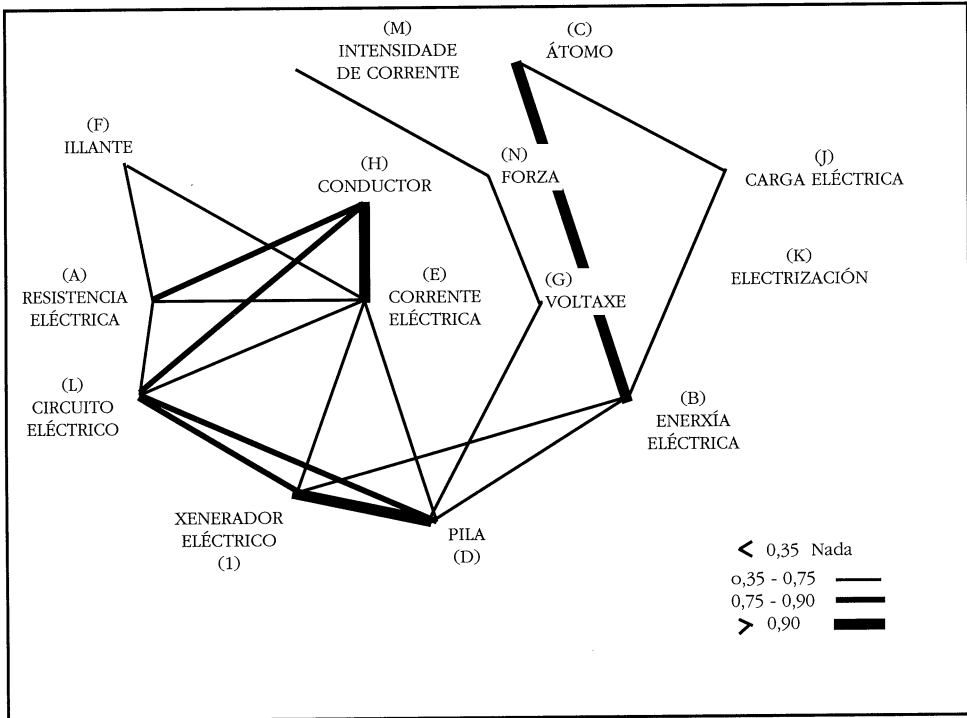 (M)
INTENSIDADE
DE CORRENTE
(C)
ÁTOMO
(F)
ILLANTE
(H)
CONDUCTOR
(N)
FORZA
(J)
CARGA ELÉCTRICA
(A)
RESISTENCIA
ELÉCTRICA
(E)
CORRENTE
ELÉCTRICA
(G)
VOLTAXE
(K)
ELECTRIZACIÓN
(L)
CIRCUITO
ELÉCTRICO
(B)
ENERXÍA
ELÉCTRICA
XENERADOR
ELÉCTRICO
(1)
PILA
(D)
< 0,35 Nada
0,35 - 0,75
0,75 - 0,90
> 0,90